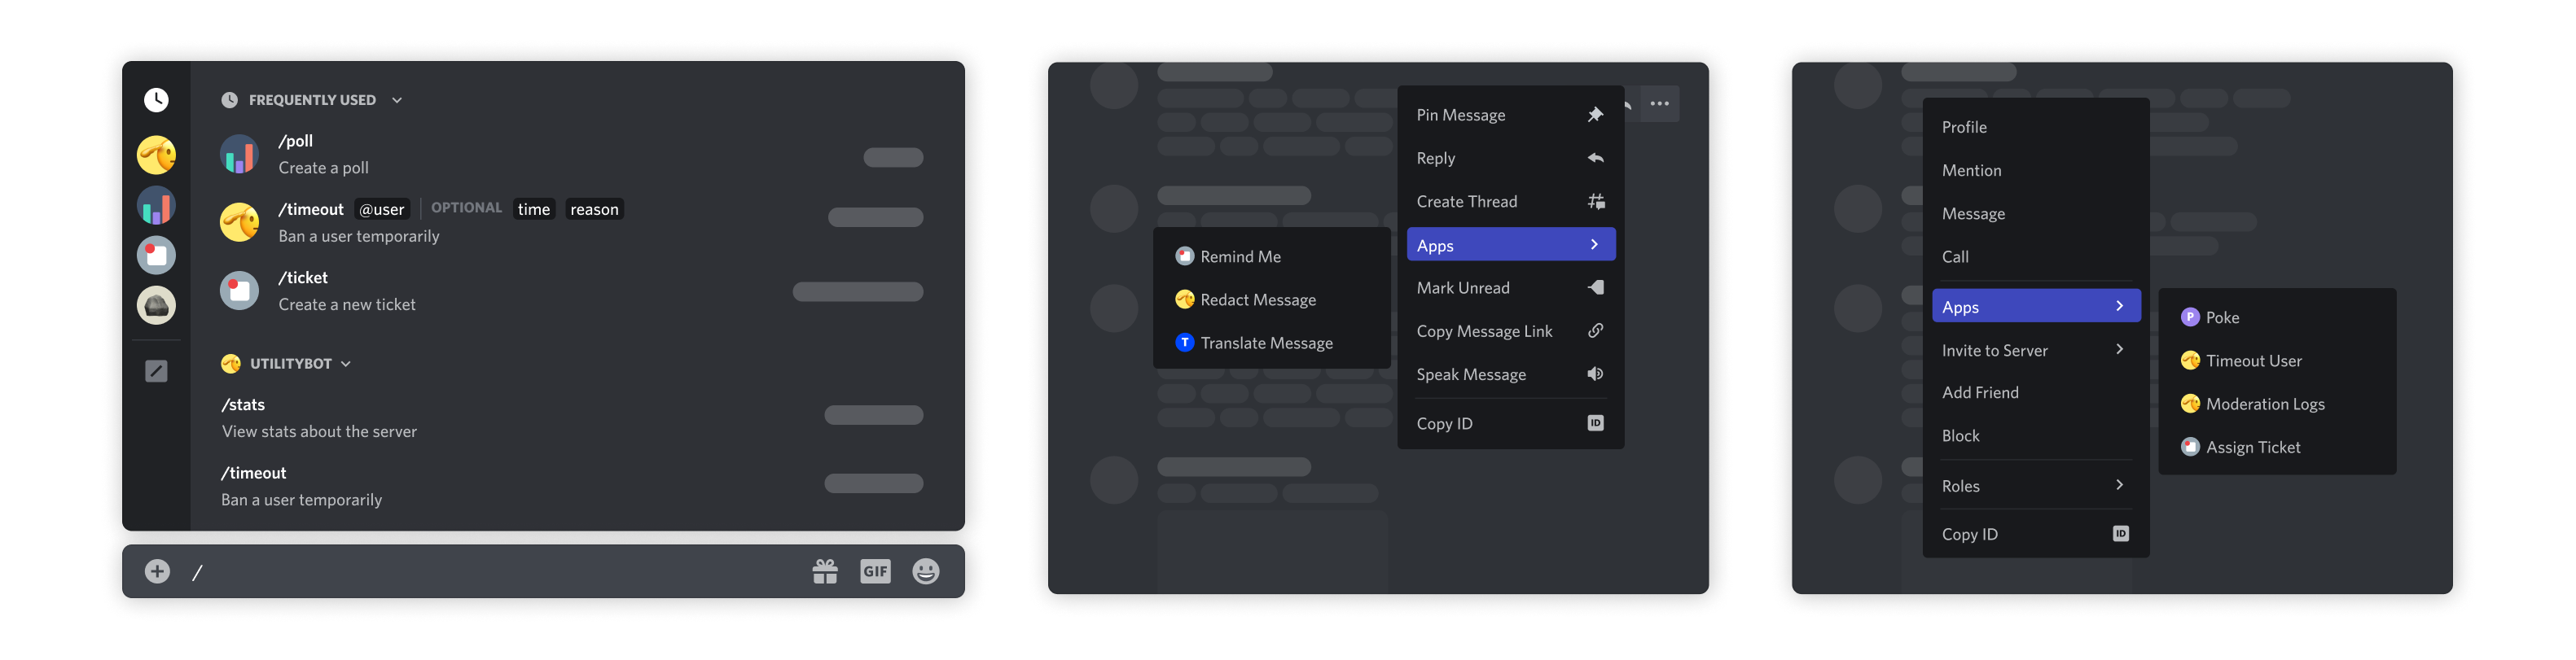 FREQUENTLY USED
/poll
Create a poll
/timeout @user OPTIONAL time reason
Ban a user temporarily
/ticket
Create a new ticket
UTILITYBOT
/stats
View stats about the server
/timeout
Ban a user temporarily
/
GIF
Pin Message
Reply
Create Thread
Apps
Mark Unread
Copy Message Link
Speak Message
Copy ID
ID
Remind Me
Redact Message
T Translate Message
Profile
Mention
Message
Call
Apps
Invite to Server
Add Friend
Block
Roles
Copy ID
ID
P Poke
Timeout User
Moderation Logs
Assign Ticket